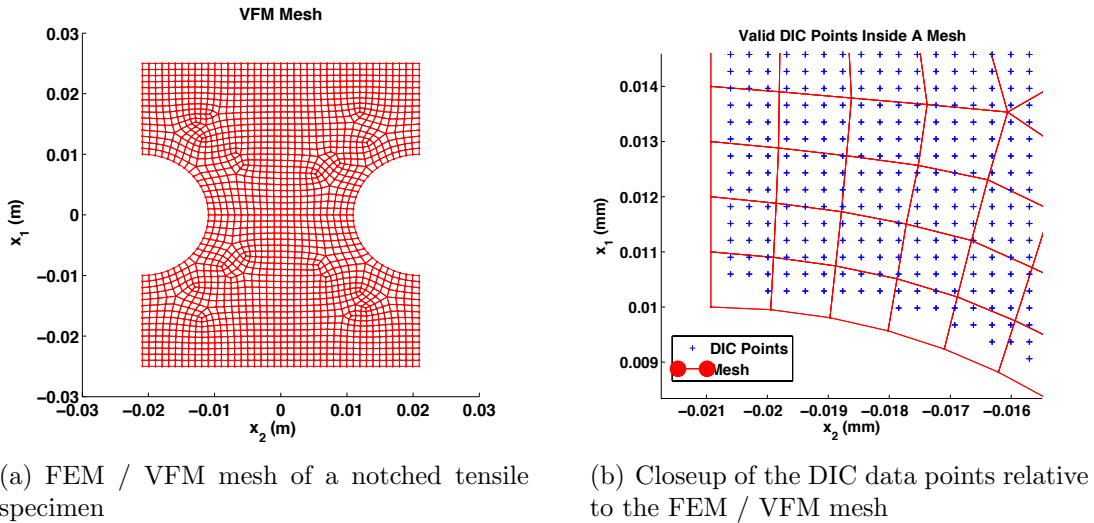 VFM Mesh
0.03
0.02
0.01
0
−0.01
−0.02
−0.03
x1 (m)
−0.03 −0.02 −0.01 0 0.01 0.02 0.03
x2 (m)
(a) FEM / VFM mesh of a notched tensile
specimen
Valid DIC Points Inside A Mesh
0.014
0.013
0.012
0.011
0.01
0.009
x1 (mm)
DIC Points
Mesh
−0.021 −0.02 −0.019 −0.018 −0.017 −0.016
x2 (mm)
(b) Closeup of the DIC data points relative
to the FEM / VFM mesh